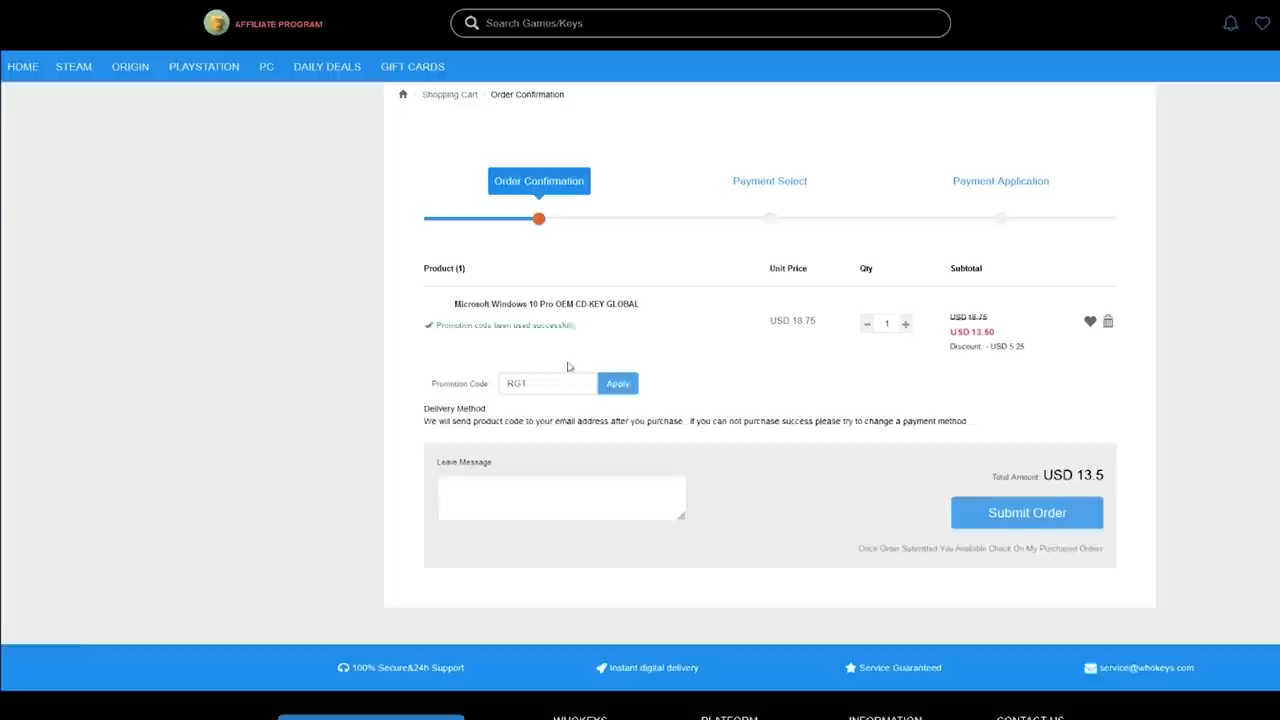 AFFILIATE PROGRAM
Search Games/Keys
HOME STEAM ORIGIN PLAYSTATION PC DAILY DEALS GIFT CARDS
Shopping Cart Order Confirmation
Order Confirmation Payment Select Payment Application
Product (1) Unit Price Qty Subtotal
Microsoft Windows 10 Pro OEM CD-KEY GLOBAL
Promotion code been used successfully
USD 18.75 - 1 + USD 18.75
USD 13.50
Discount: - USD 5.25
Promotion Code RGT Apply
Delivery Method
We will send product code to your email address after you purchase. If you can not purchase success please try to change a payment method
Leave Message
Total Amount: USD 13.5
Submit Order
Once Order Submitted You Available Check On My Purchased Orders
100% Secure&24h Support Instant digital delivery Service Guaranteed service@whokeys.com
WHOKEYS PLATFORM INFORMATION CONTACT US